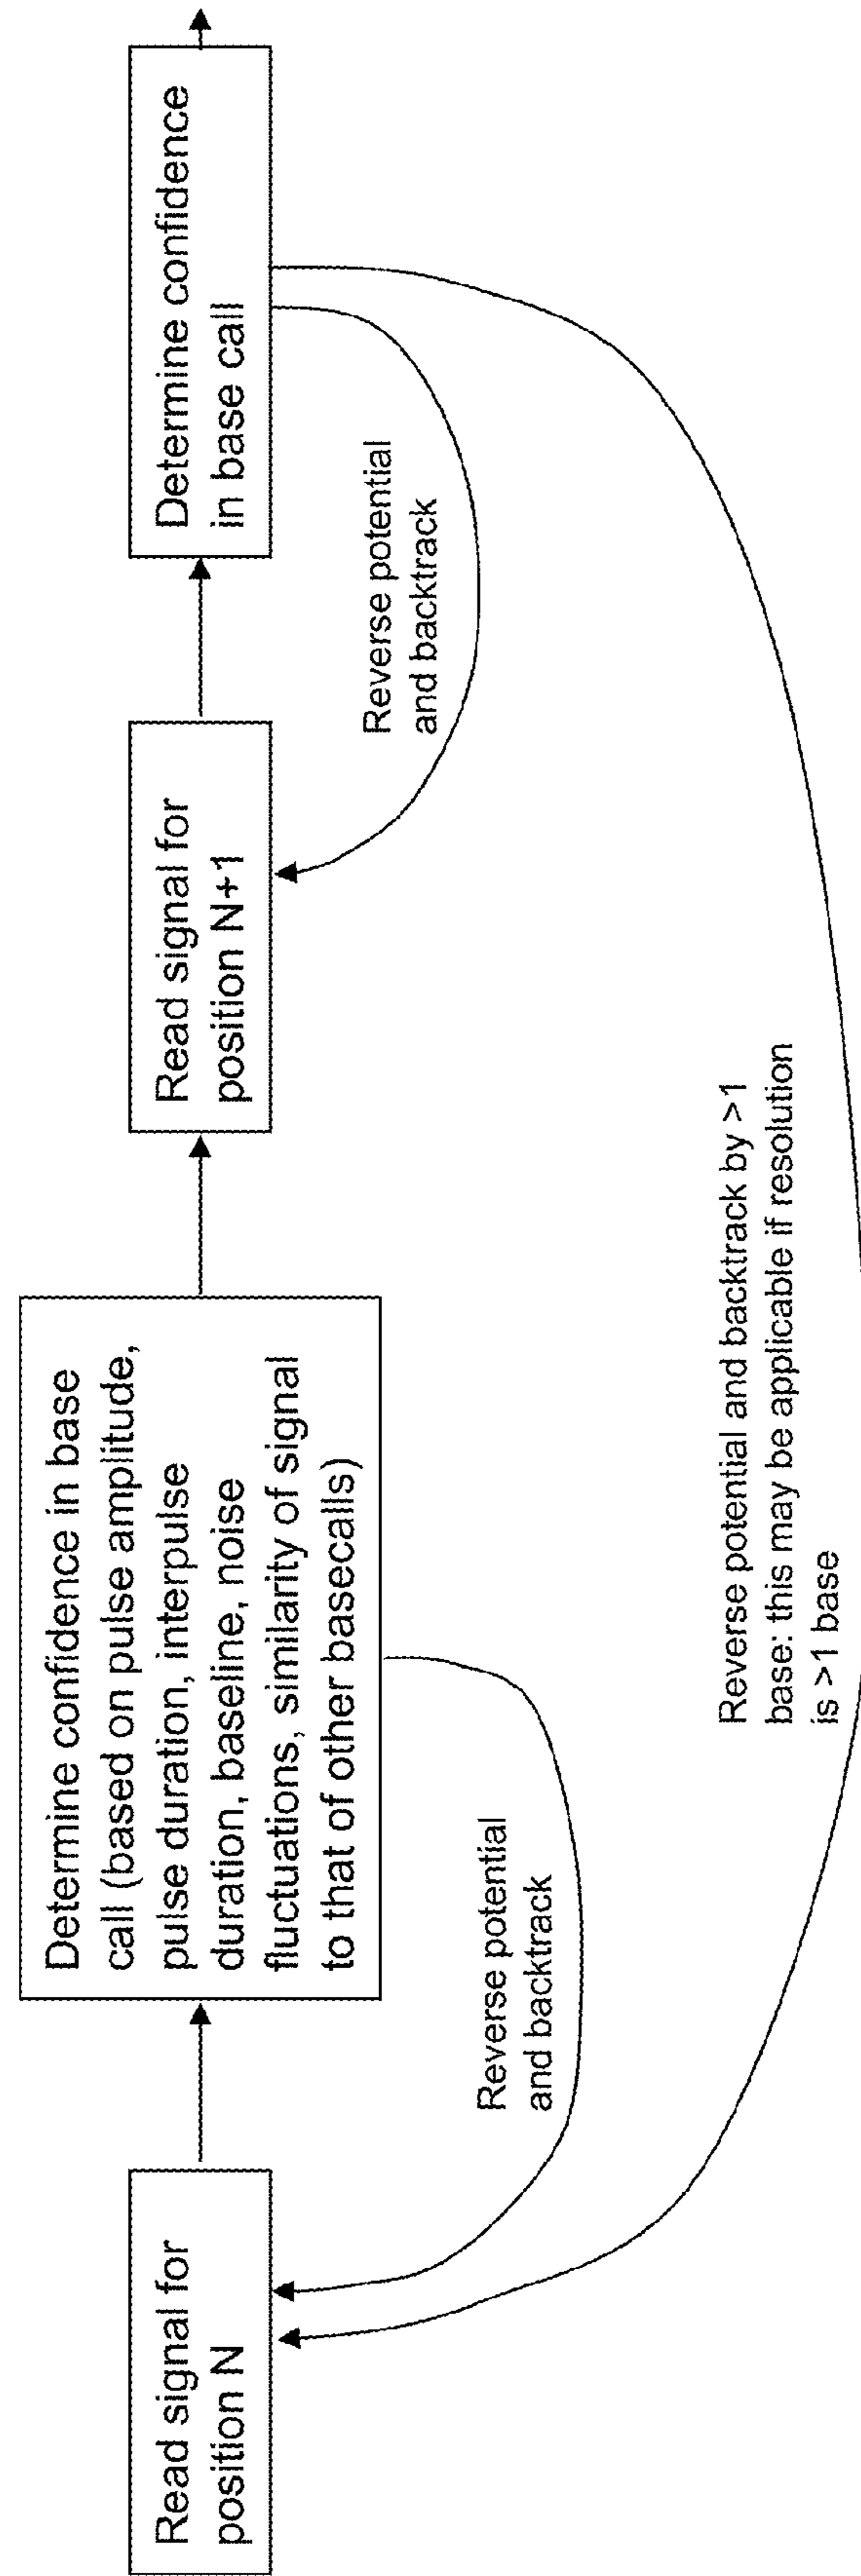 Read signal for
position N
Determine confidence in base
call (based on pulse amplitude,
pulse duration, interpulse
duration, baseline, noise
fluctuations, similarity of signal
to that of other basecalls)
Read signal for
position N+1
Determine confidence
in base call
Reverse potential
and backtrack
Reverse potential
and backtrack
Reverse potential and backtrack by >1
base: this may be applicable if resolution
is >1 base